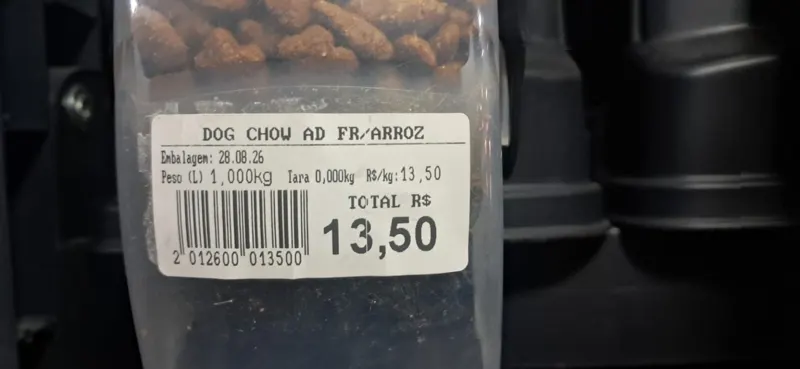 DOG CHOW AD FR/ARROZ
Embalagem: 28.08.26
Peso (L) 1,000kg Tara 0,000kg R$/kg:13,50
TOTAL R$
13,50
2 012600 013500